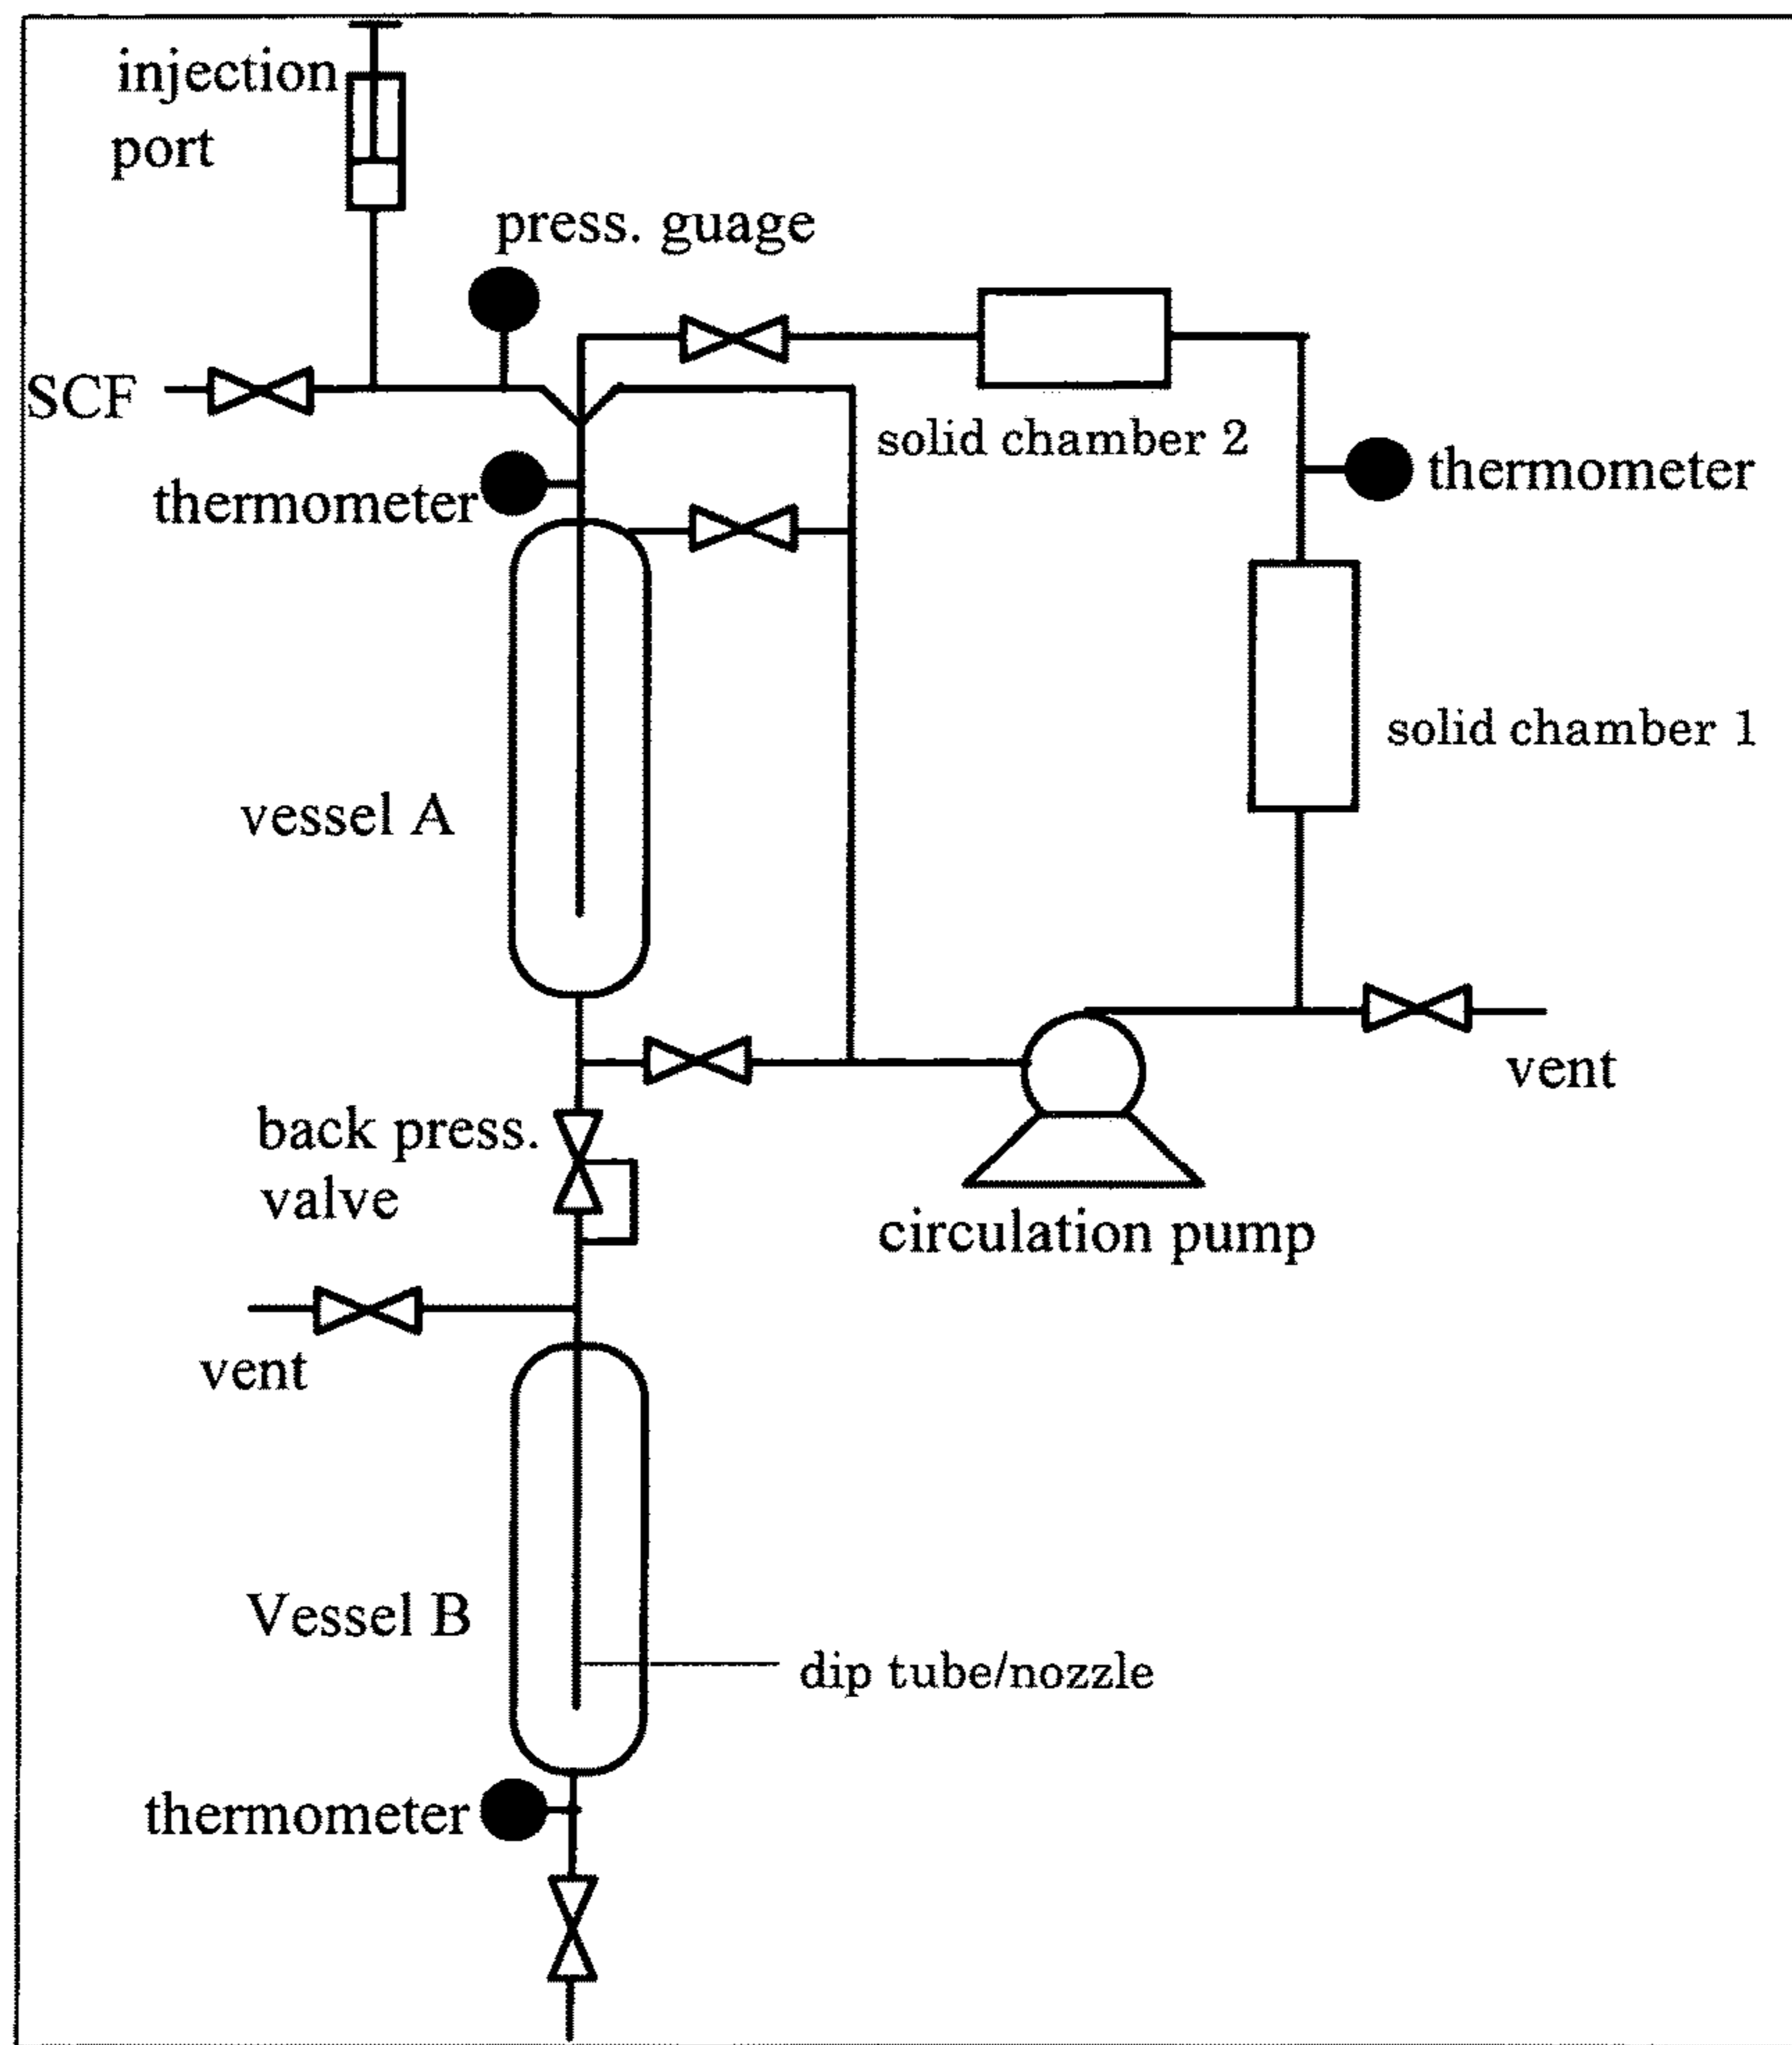 injection
port
press. guage
SCF
solid chamber 2
thermometer
thermometer
solid chamber 1
vessel A
vent
back press.
valve
circulation pump
vent
Vessel B
dip tube/nozzle
thermometer